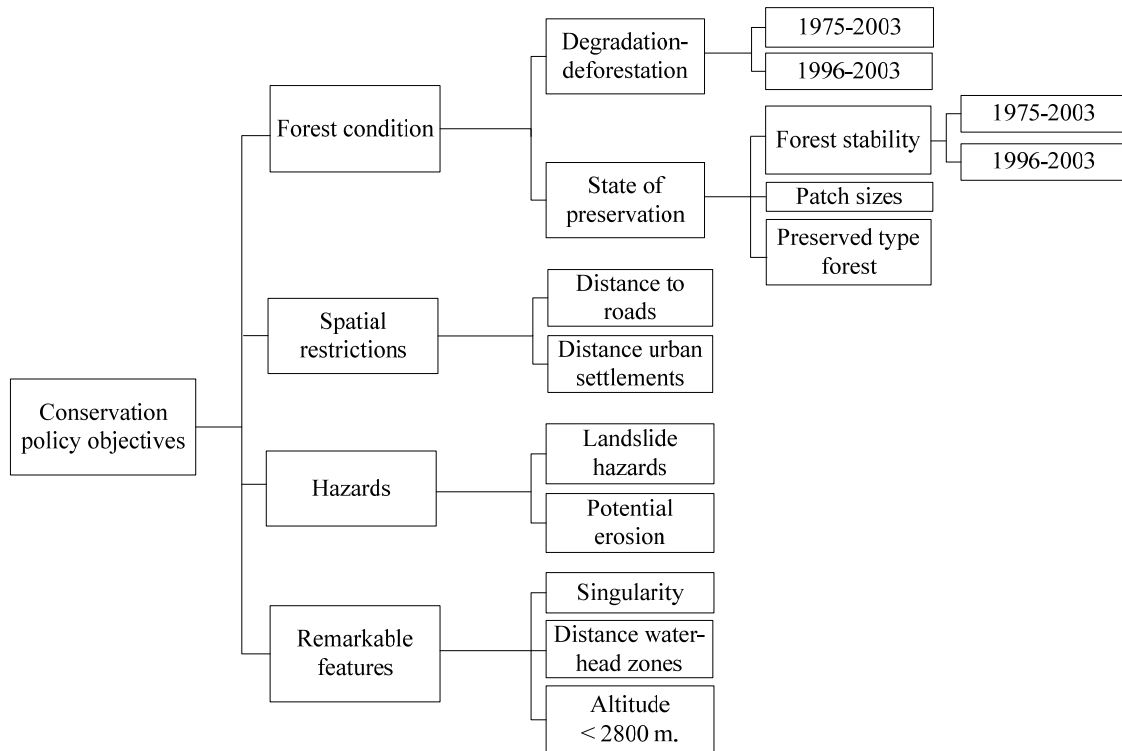 Conservation
policy objectives
Forest condition
Degradation-
deforestation
1975-2003
1996-2003
State of
preservation
Forest stability
1975-2003
1996-2003
Patch sizes
Preserved type
forest
Spatial
restrictions
Distance to
roads
Distance urban
settlements
Hazards
Landslide
hazards
Potential
erosion
Remarkable
features
Singularity
Distance water-
head zones
Altitude
< 2800 m.